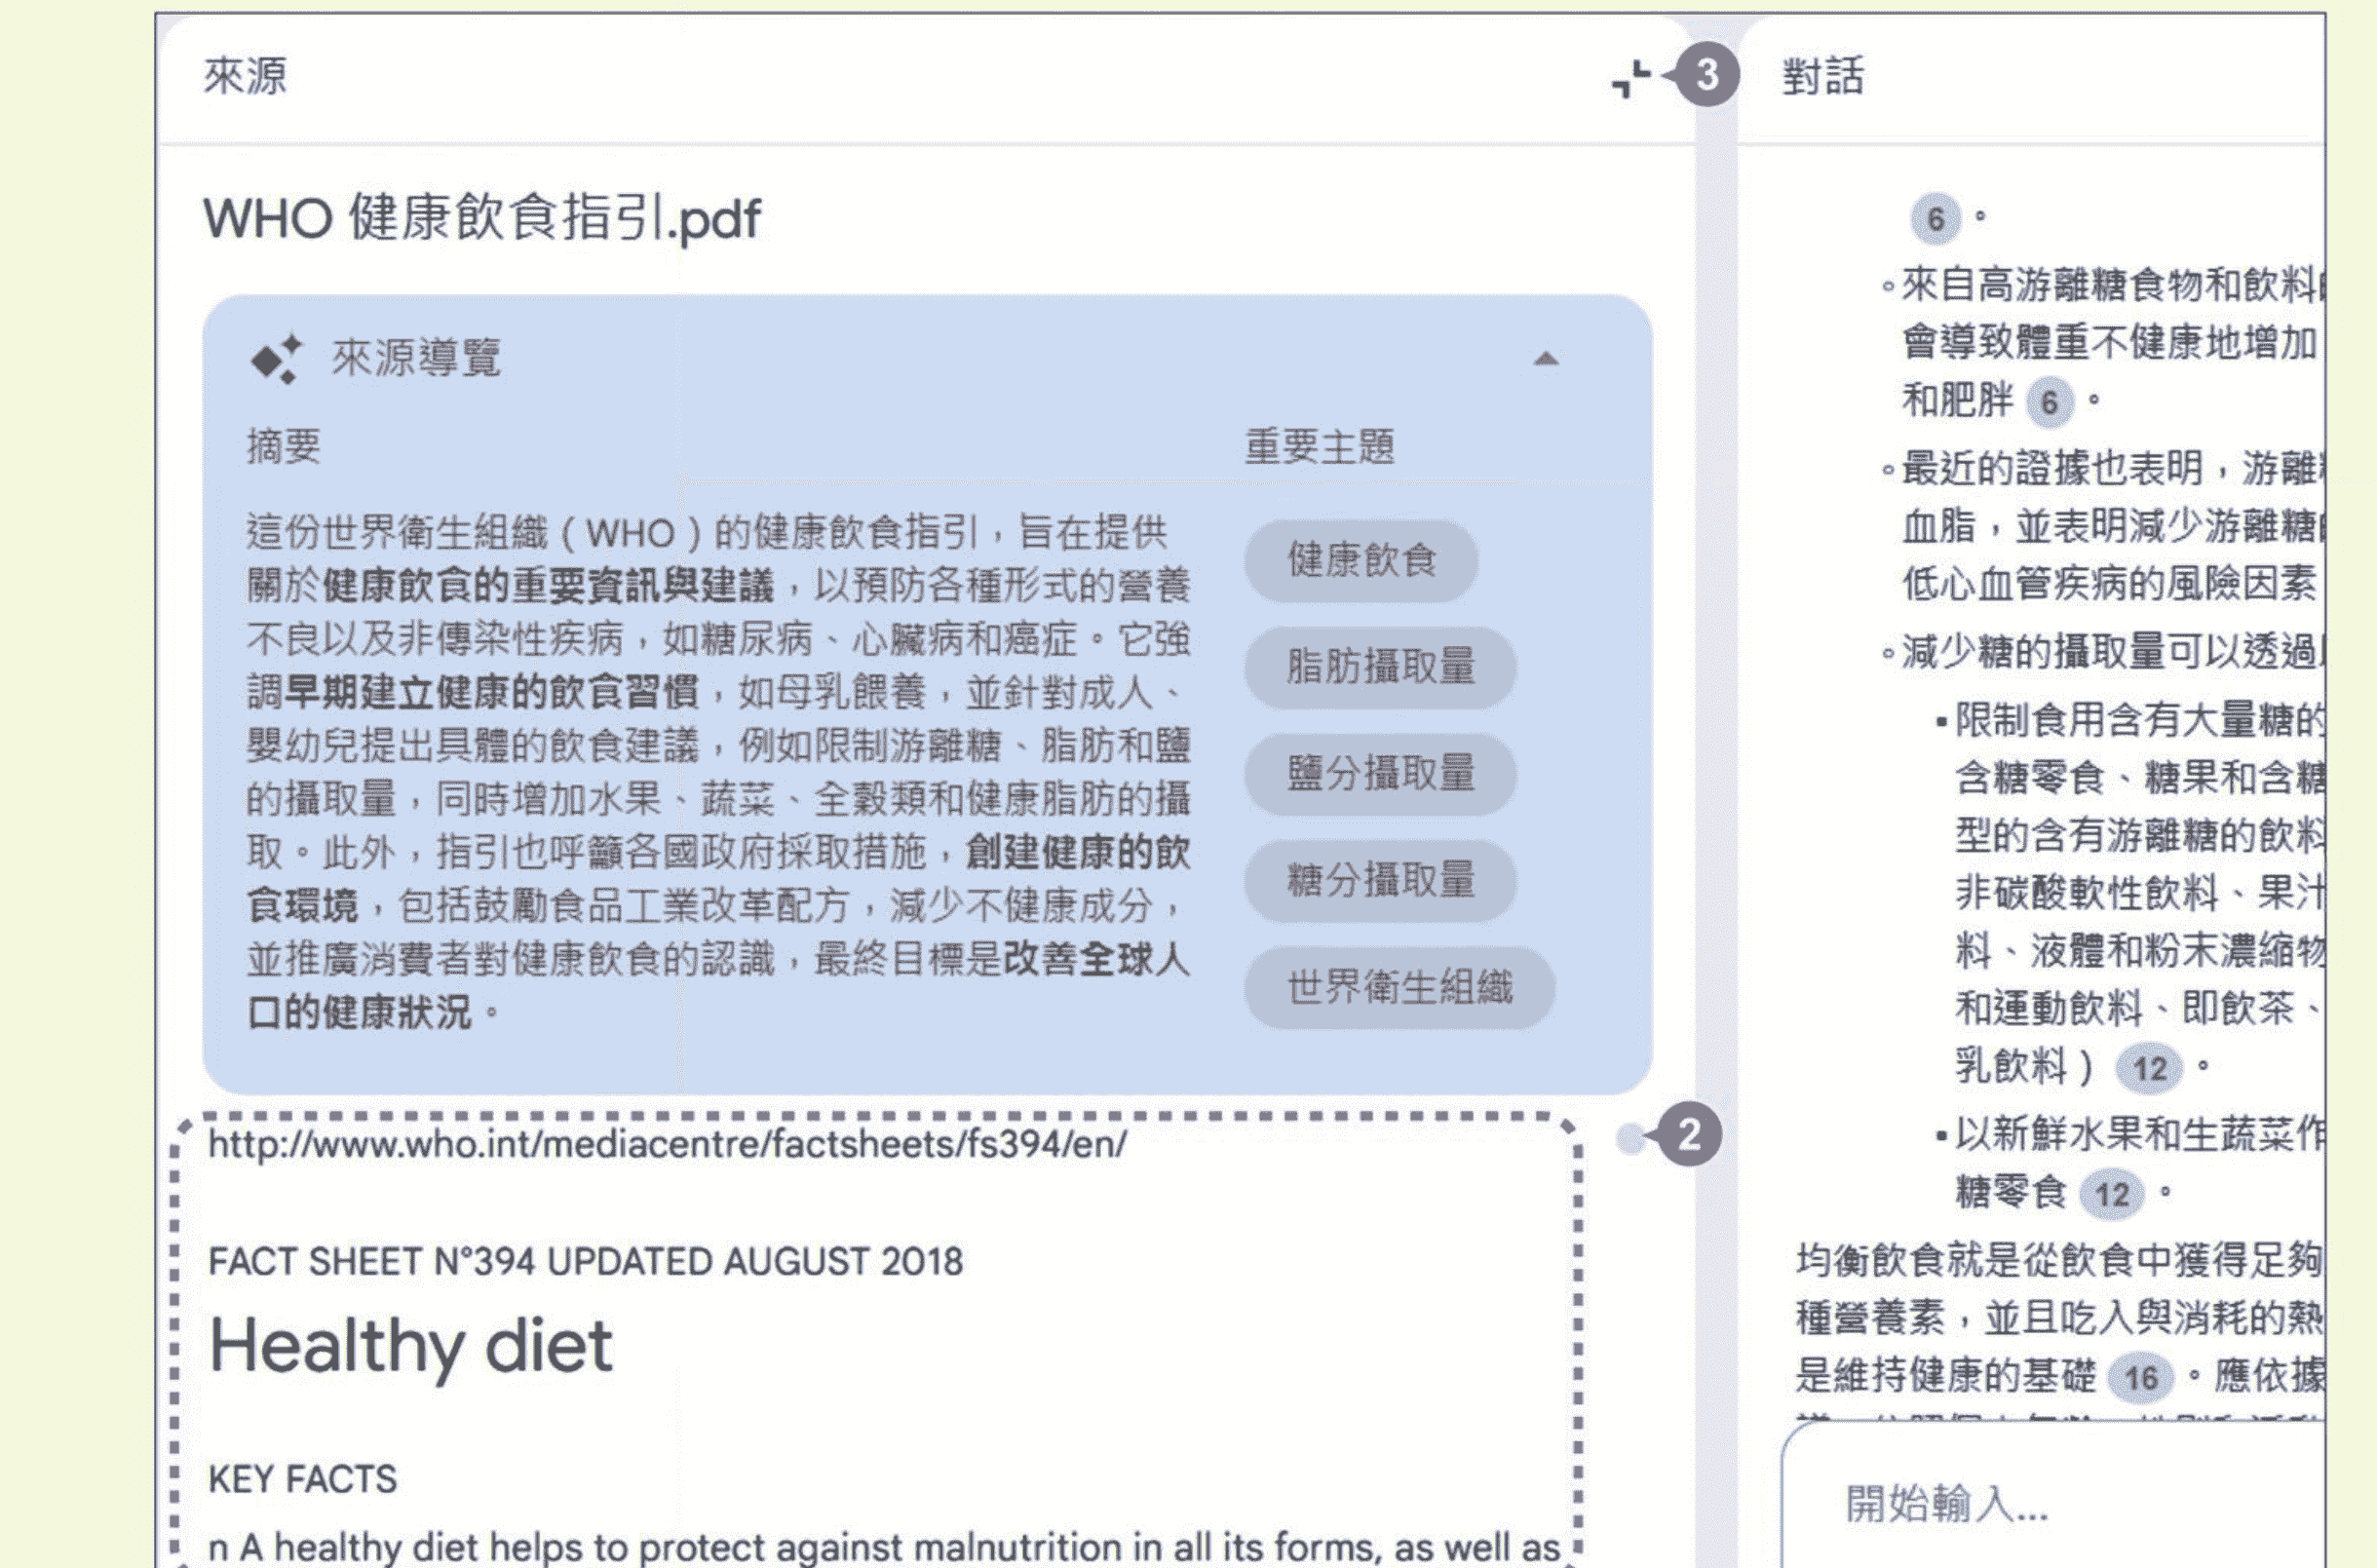 來源
3
WHO 健康飲食指引.pdf
來源導覽
摘要
這份世界衛生組織（WHO）的健康飲食指引，旨在提供
關於健康飲食的重要資訊與建議，以預防各種形式的營養
不良以及非傳染性疾病，如糖尿病、心臟病和癌症。它強
調早期建立健康的飲食習慣，如母乳餵養，並針對成人、
嬰幼兒提出具體的飲食建議，例如限制游離糖、脂肪和鹽
的攝取量，同時增加水果、蔬菜、全穀類和健康脂肪的攝
取。此外，指引也呼籲各國政府採取措施，創建健康的飲
食環境，包括鼓勵食品工業改革配方，減少不健康成分，
並推廣消費者對健康飲食的認識，最終目標是改善全球人
口的健康狀況。
重要主題
健康飲食
脂肪攝取量
鹽分攝取量
糖分攝取量
世界衛生組織
2
http://www.who.int/mediacentre/factsheets/fs394/en/
FACT SHEET N°394 UPDATED AUGUST 2018
Healthy diet
KEY FACTS
n A healthy diet helps to protect against malnutrition in all its forms, as well as
對話
6 。
◦來自高游離糖食物和飲料
會導致體重不健康地增加
和肥胖 6 。
◦最近的證據也表明，游離
血脂，並表明減少游離糖
低心血管疾病的風險因素
◦減少糖的攝取量可以透過
▪限制食用含有大量糖的
含糖零食、糖果和含糖
型的含有游離糖的飲料
非碳酸軟性飲料、果汁
料、液體和粉末濃縮物
和運動飲料、即飲茶、
乳飲料） 12 。
▪以新鮮水果和生蔬菜作
糖零食 12 。
均衡飲食就是從飲食中獲得足夠
種營養素，並且吃入與消耗的熱
是維持健康的基礎 16 。應依據
開始輸入...